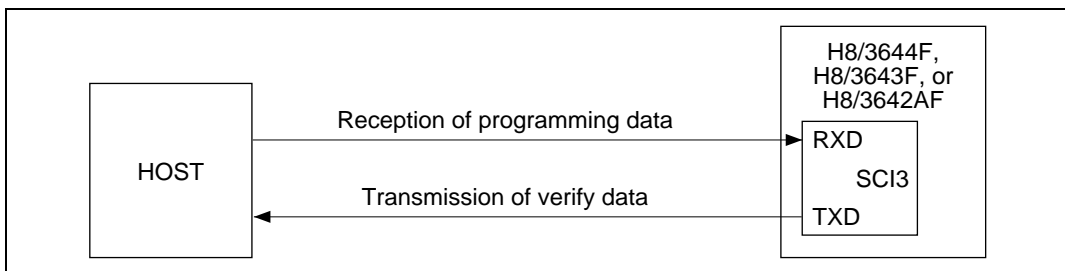 H8/3644F,
H8/3643F, or
H8/3642AF
Reception of programming data
RXD
HOST
SCI3
Transmission of verify data
TXD